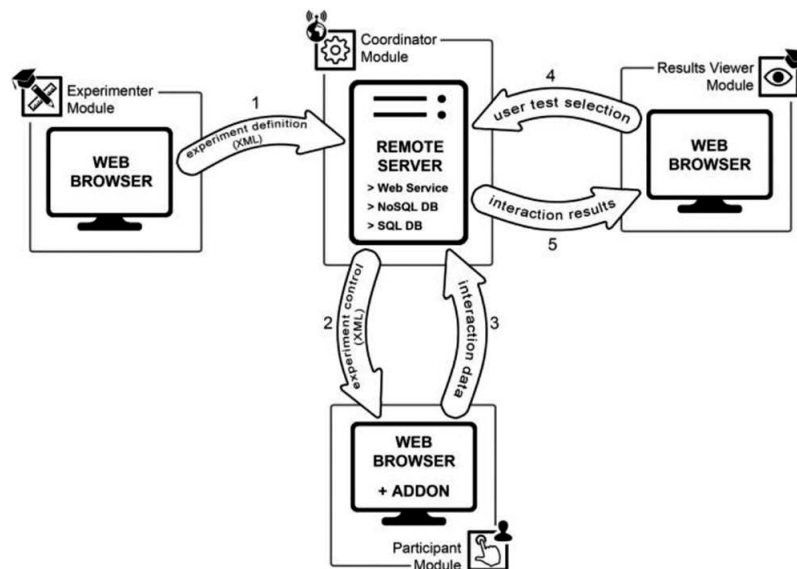 Experimenter
Module
WEB
BROWSER
1
experiment definition
(XML)
Coordinator
Module
REMOTE
SERVER
> Web Service
> NoSQL DB
> SQL DB
4
user test selection
interaction results
5
Results Viewer
Module
WEB
BROWSER
2
experiment control
(XML)
interaction data
3
WEB
BROWSER
+ ADDON
Participant
Module